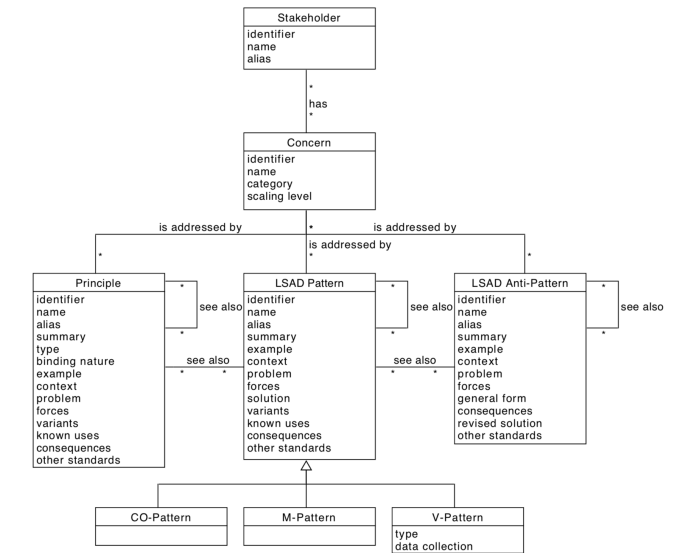 Stakeholder
identifier
name
alias
*
has
*
Concern
identifier
name
category
scaling level
is addressed by
*
is addressed by
is addressed by
*
*
*
Principle
identifier
name
alias
summary
type
binding nature
example
context
problem
forces
variants
known uses
consequences
other standards
*
see also
*
see also
*
*
LSAD Pattern
identifier
name
alias
summary
example
context
problem
forces
solution
variants
known uses
consequences
other standards
*
see also
*
see also
*
*
LSAD Anti-Pattern
identifier
name
alias
summary
example
context
problem
forces
general form
consequences
revised solution
other standards
*
see also
*
CO-Pattern
M-Pattern
V-Pattern
type
data collection